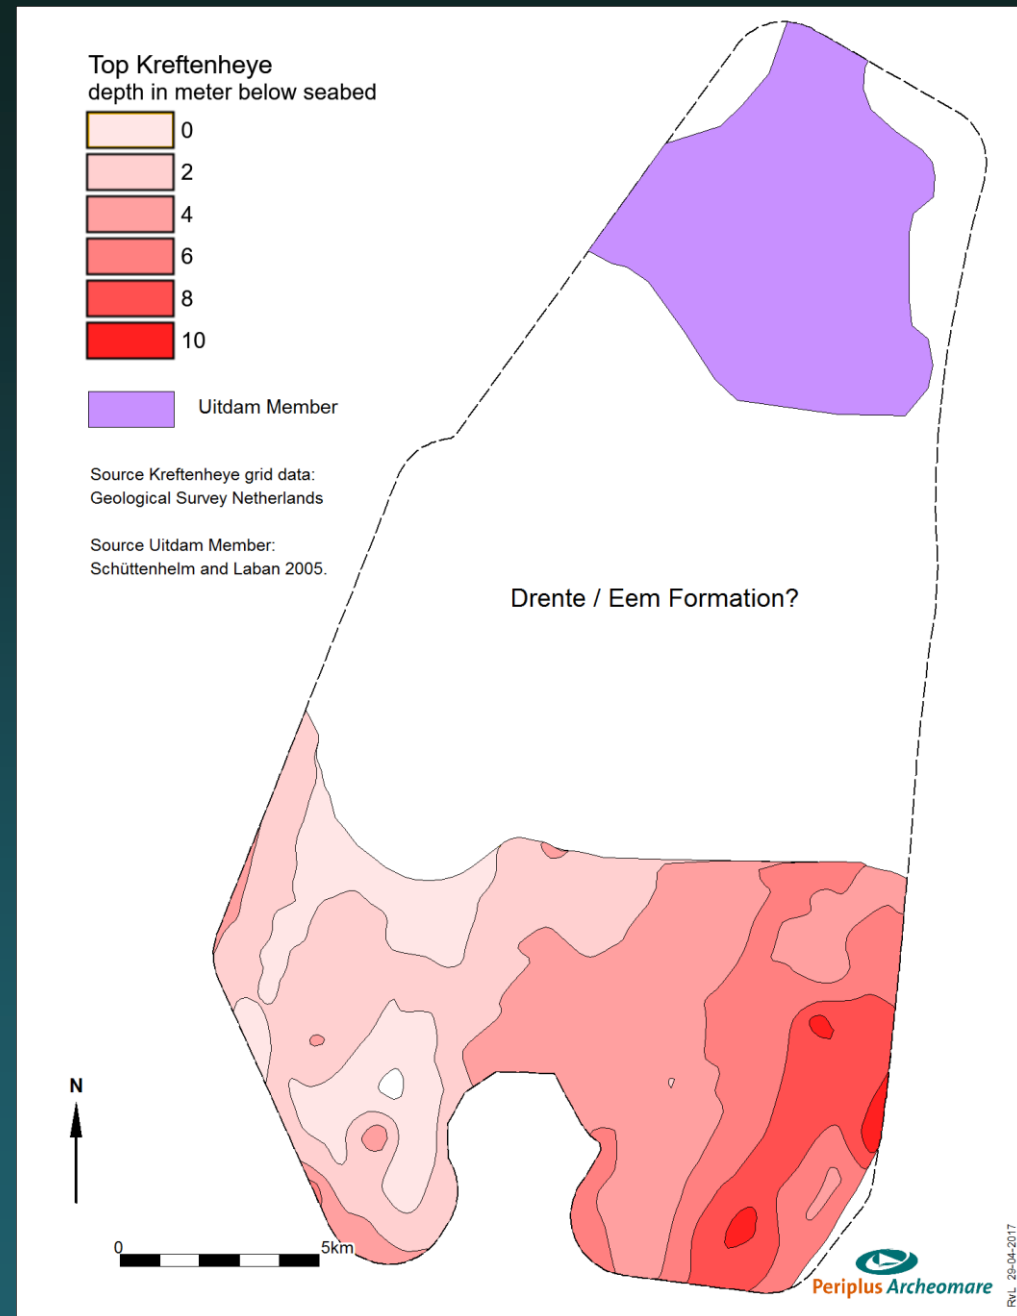 Top Kreftenheye
depth in meter below seabed
0
2
4
6
8
10
Uitdam Member
Source Kreftenheye grid data:
Geological Survey Netherlands
Source Uitdam Member:
Schüttenhelm and Laban 2005.
Drente / Eem Formation?
N
0
5km
Periplus Archeomare
RvL 29-04-2017